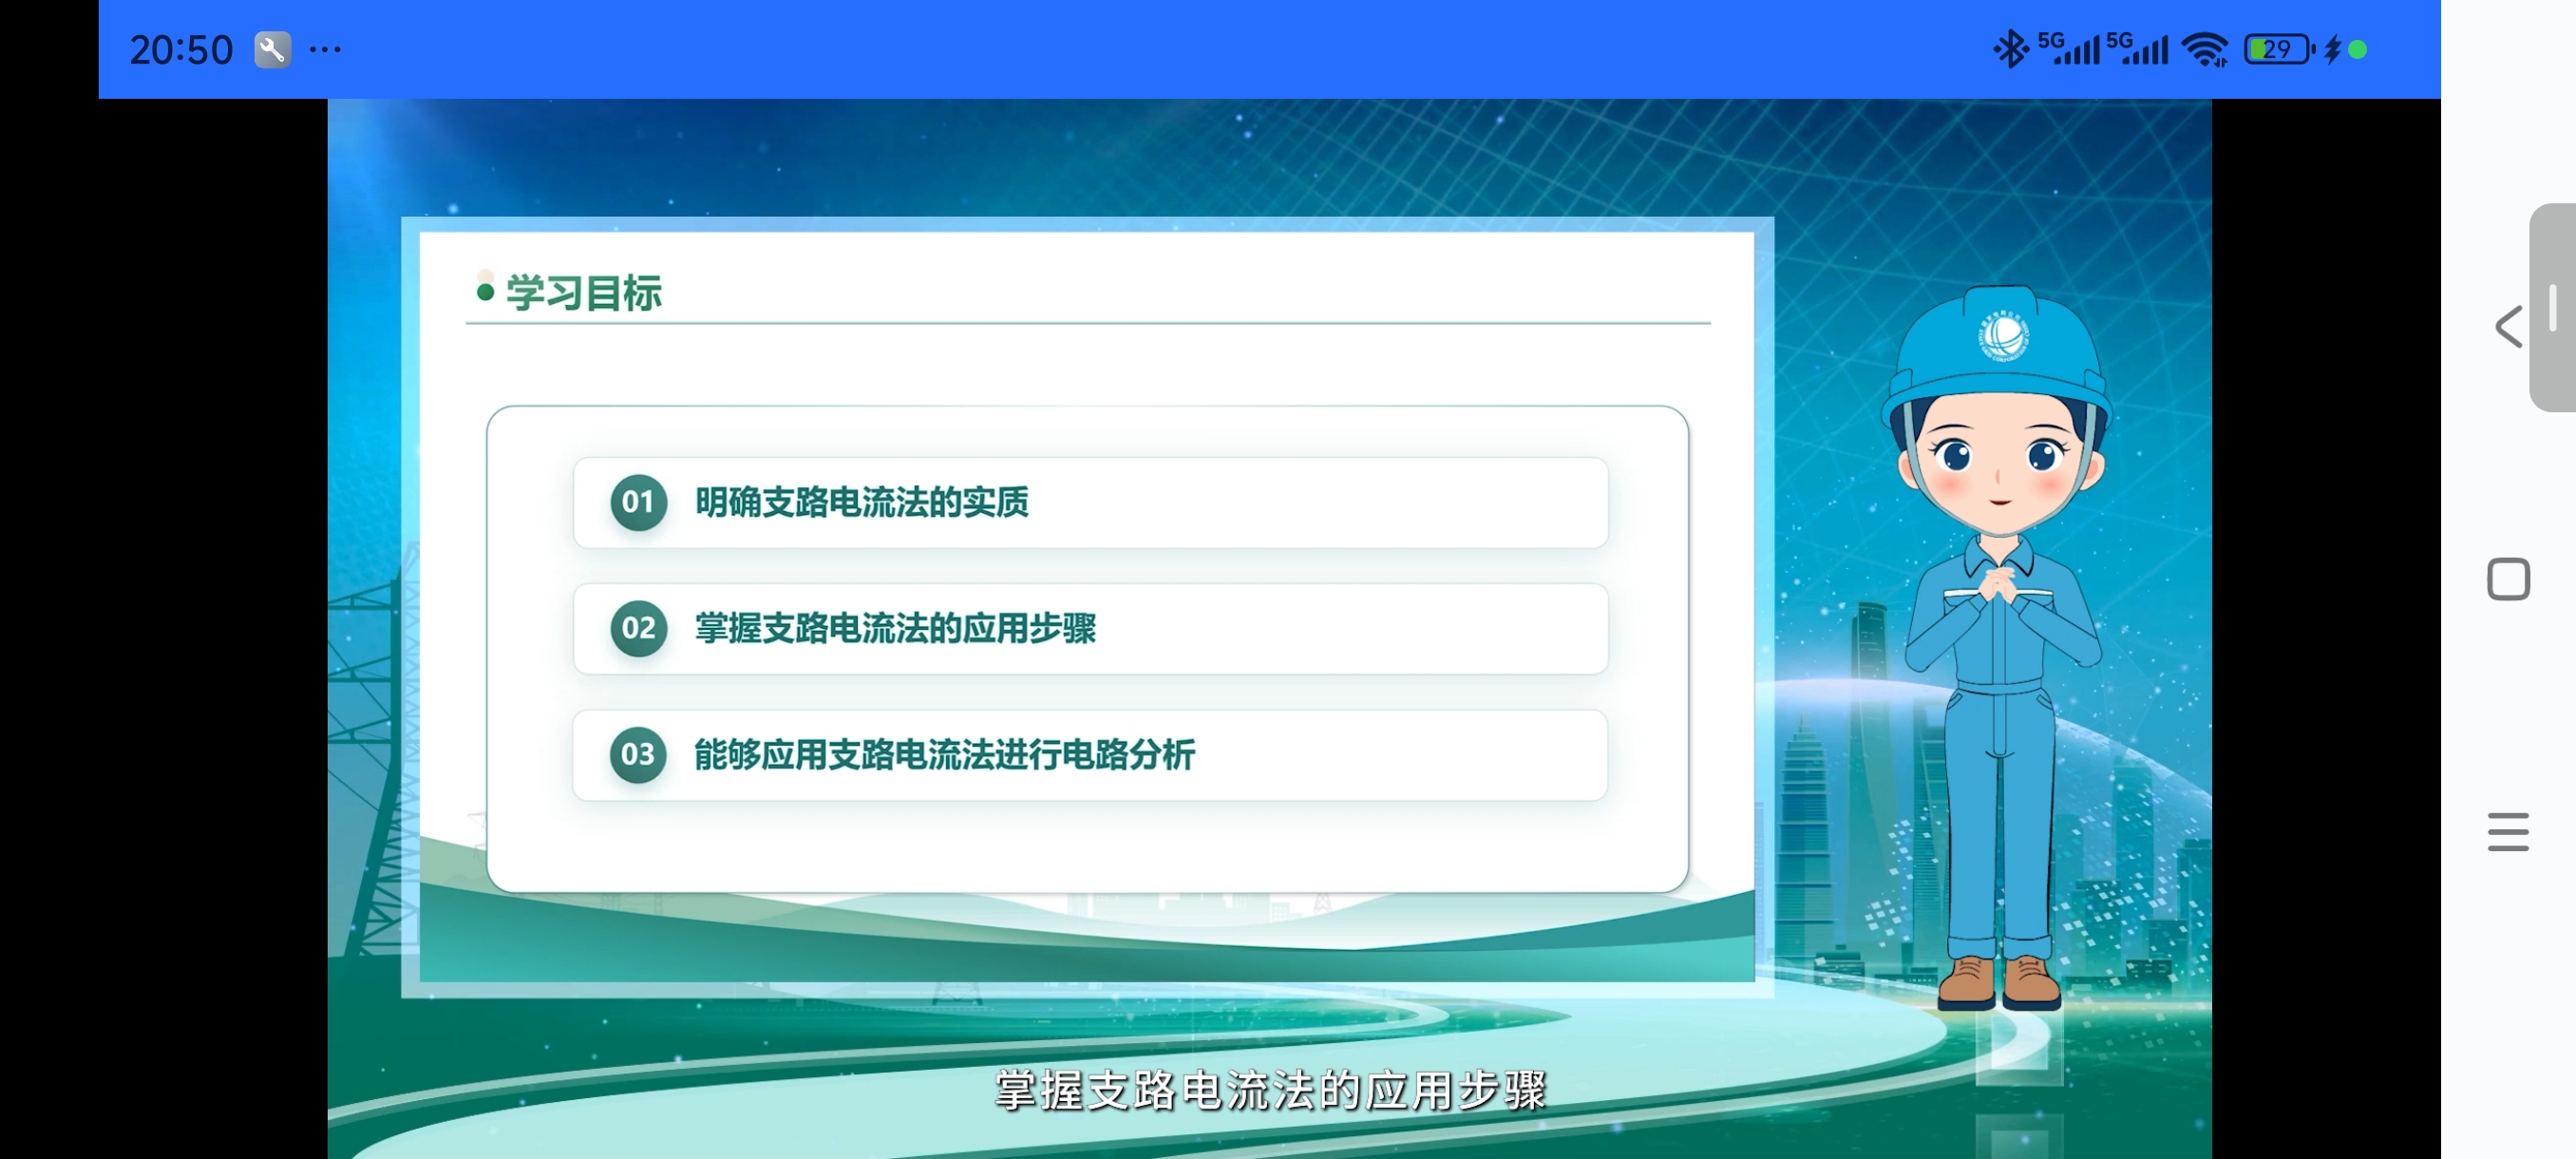 20:50
5G 5G 29
学习目标
01 明确支路电流法的实质
02 掌握支路电流法的应用步骤
03 能够应用支路电流法进行电路分析
掌握支路电流法的应用步骤